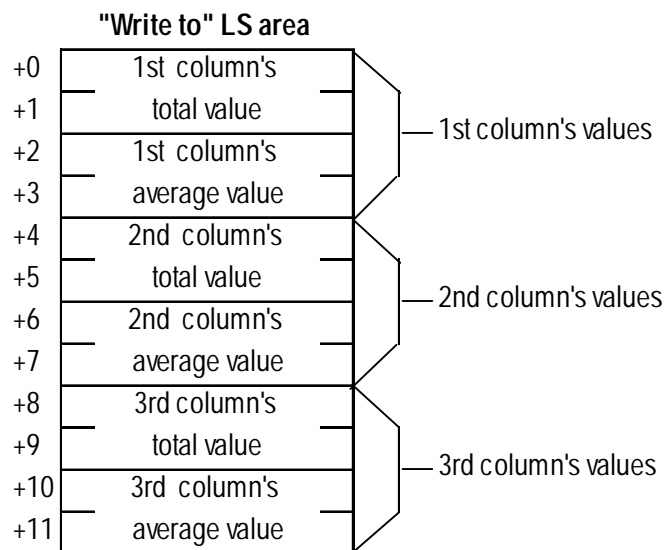 "Write to" LS area
+0 1st column's
+1 total value
1st column's values
+2 1st column's
+3 average value
+4 2nd column's
+5 total value
2nd column's values
+6 2nd column's
+7 average value
+8 3rd column's
+9 total value
3rd column's values
+10 3rd column's
+11 average value